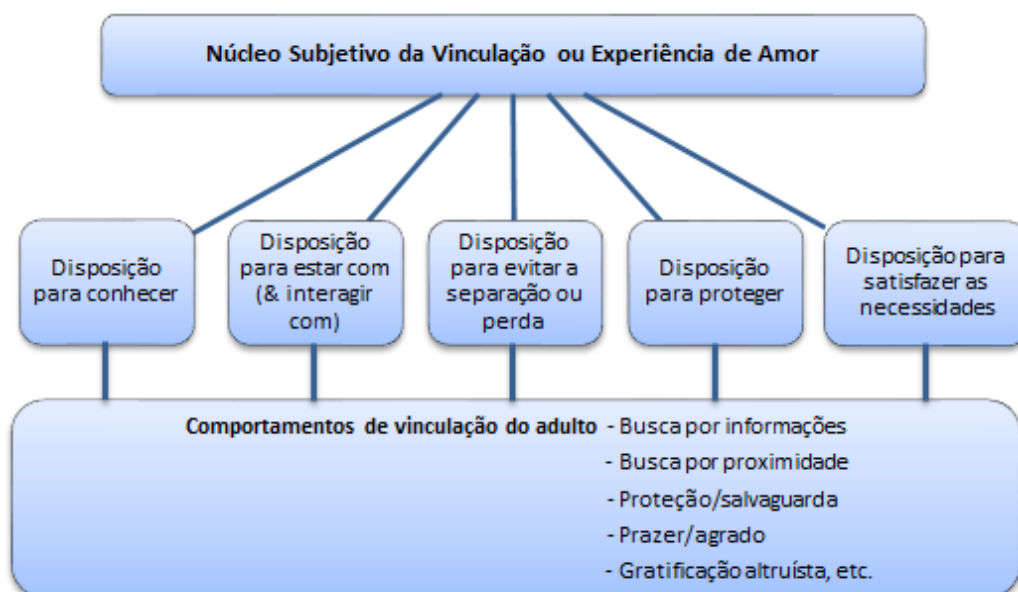 Núcleo Subjetivo da Vinculação ou Experiência de Amor
Disposição
para conhecer
Disposição
para estar com
(& interagir
com)
Disposição
para evitar a
separação ou
perda
Disposição
para proteger
Disposição para
satisfazer as
necessidades
Comportamentos de vinculação do adulto - Busca por informações
- Busca por proximidade
- Proteção/salvaguarda
- Prazer/agrado
- Gratificação altruísta, etc.